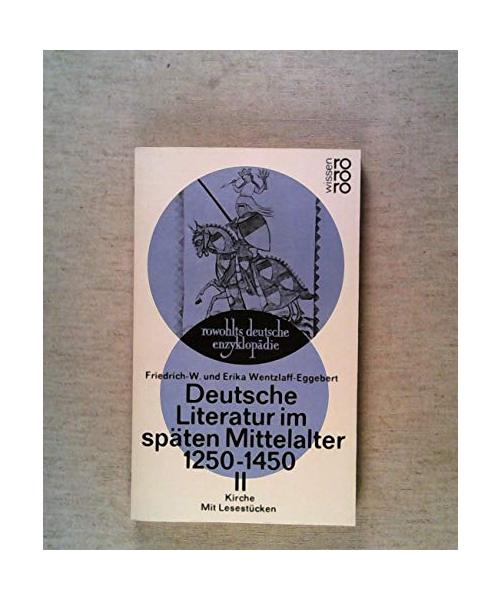 wissen
ro
ro
ro
rowohlts deutsche
enzyklopädie
Friedrich-W. und Erika Wentzlaff-Eggebert
Deutsche
Literatur im
späten Mittelalter
1250-1450
II
Kirche
Mit Lesestücken